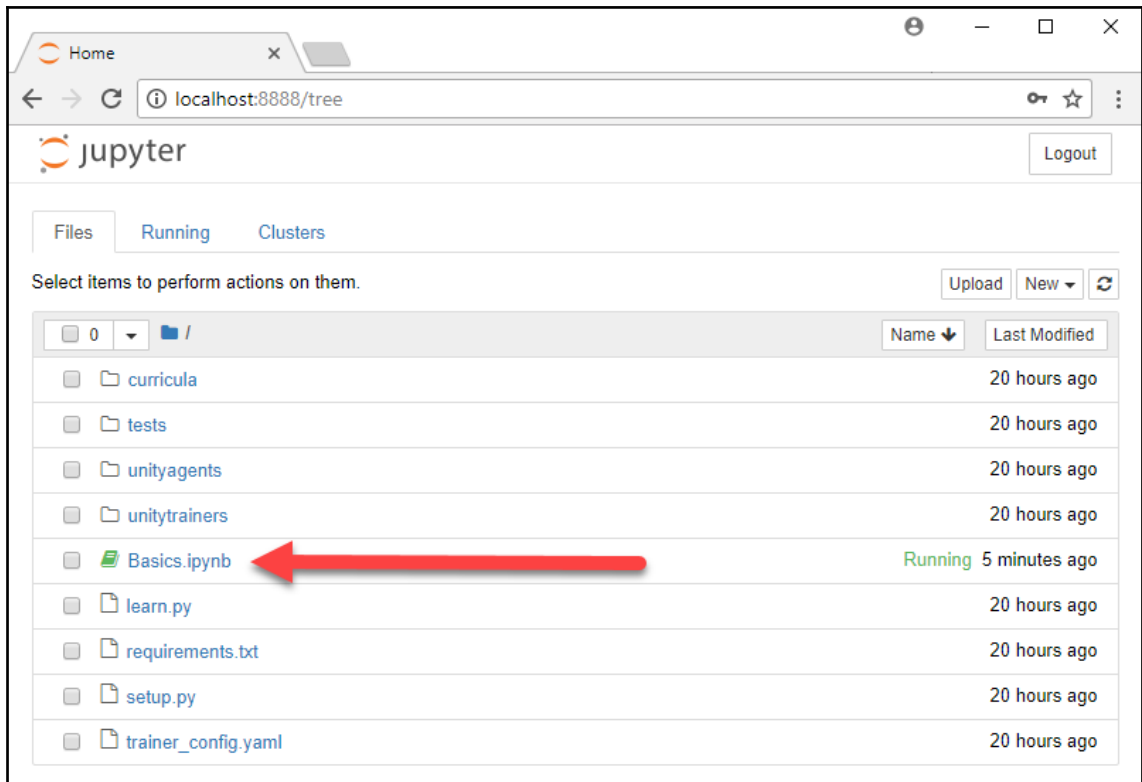 Home
localhost:8888/tree
jupyter
Logout
Files Running Clusters
Select items to perform actions on them.
Upload New
0 / Name Last Modified
curricula 20 hours ago
tests 20 hours ago
unityagents 20 hours ago
unitytrainers 20 hours ago
Basics.ipynb Running 5 minutes ago
learn.py 20 hours ago
requirements.txt 20 hours ago
setup.py 20 hours ago
trainer_config.yaml 20 hours ago